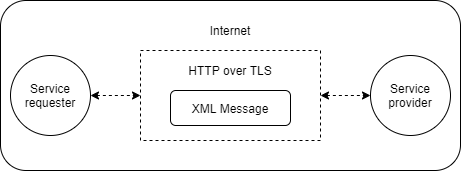 Internet
HTTP over TLS
Service
requester
XML Message
Service
provider